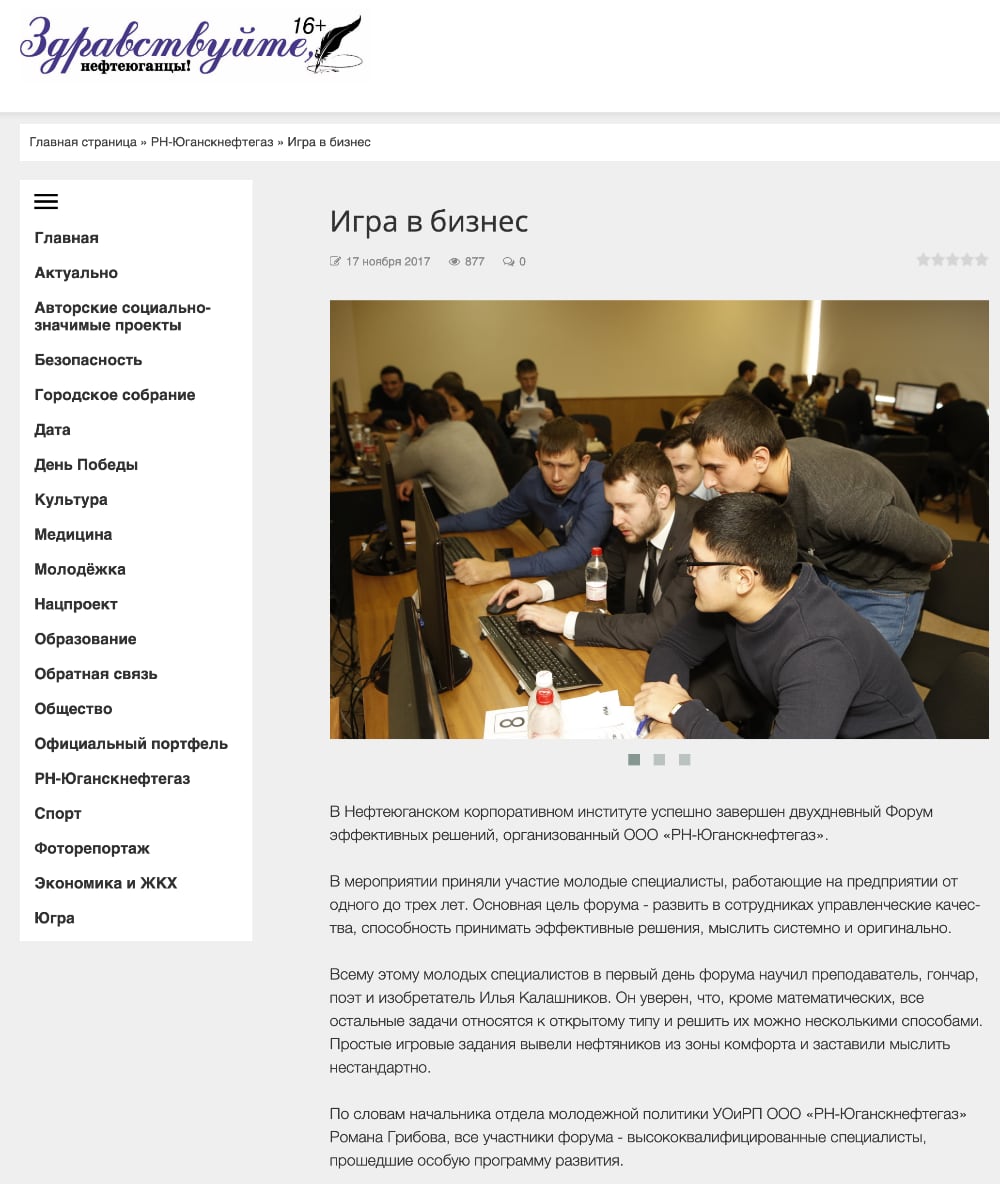 Здравствуйте,
16+
нефтеюганцы!
Главная страница » РН-Юганскнефтегаз » Игра в бизнес
Главная
Актуально
Авторские социально-
значимые проекты
Безопасность
Городское собрание
Дата
День Победы
Культура
Медицина
Молодёжка
Нацпроект
Образование
Обратная связь
Общество
Официальный портфель
РН-Юганскнефтегаз
Спорт
Фоторепортаж
Экономика и ЖКХ
Югра
Игра в бизнес
17 ноября 2017 877 0
8
В Нефтеюганском корпоративном институте успешно завершен двухдневный Форум
эффективных решений, организованный ООО «РН-Юганскнефтегаз».
В мероприятии приняли участие молодые специалисты, работающие на предприятии от
одного до трех лет. Основная цель форума - развить в сотрудниках управленческие качес-
тва, способность принимать эффективные решения, мыслить системно и оригинально.
Всему этому молодых специалистов в первый день форума научил преподаватель, гончар,
поэт и изобретатель Илья Калашников. Он уверен, что, кроме математических, все
остальные задачи относятся к открытому типу и решить их можно несколькими способами.
Простые игровые задания вывели нефтяников из зоны комфорта и заставили мыслить
нестандартно.
По словам начальника отдела молодежной политики УОиРП ООО «РН-Юганскнефтегаз»
Романа Грибова, все участники форума - высококвалифицированные специалисты,
прошедшие особую программу развития.